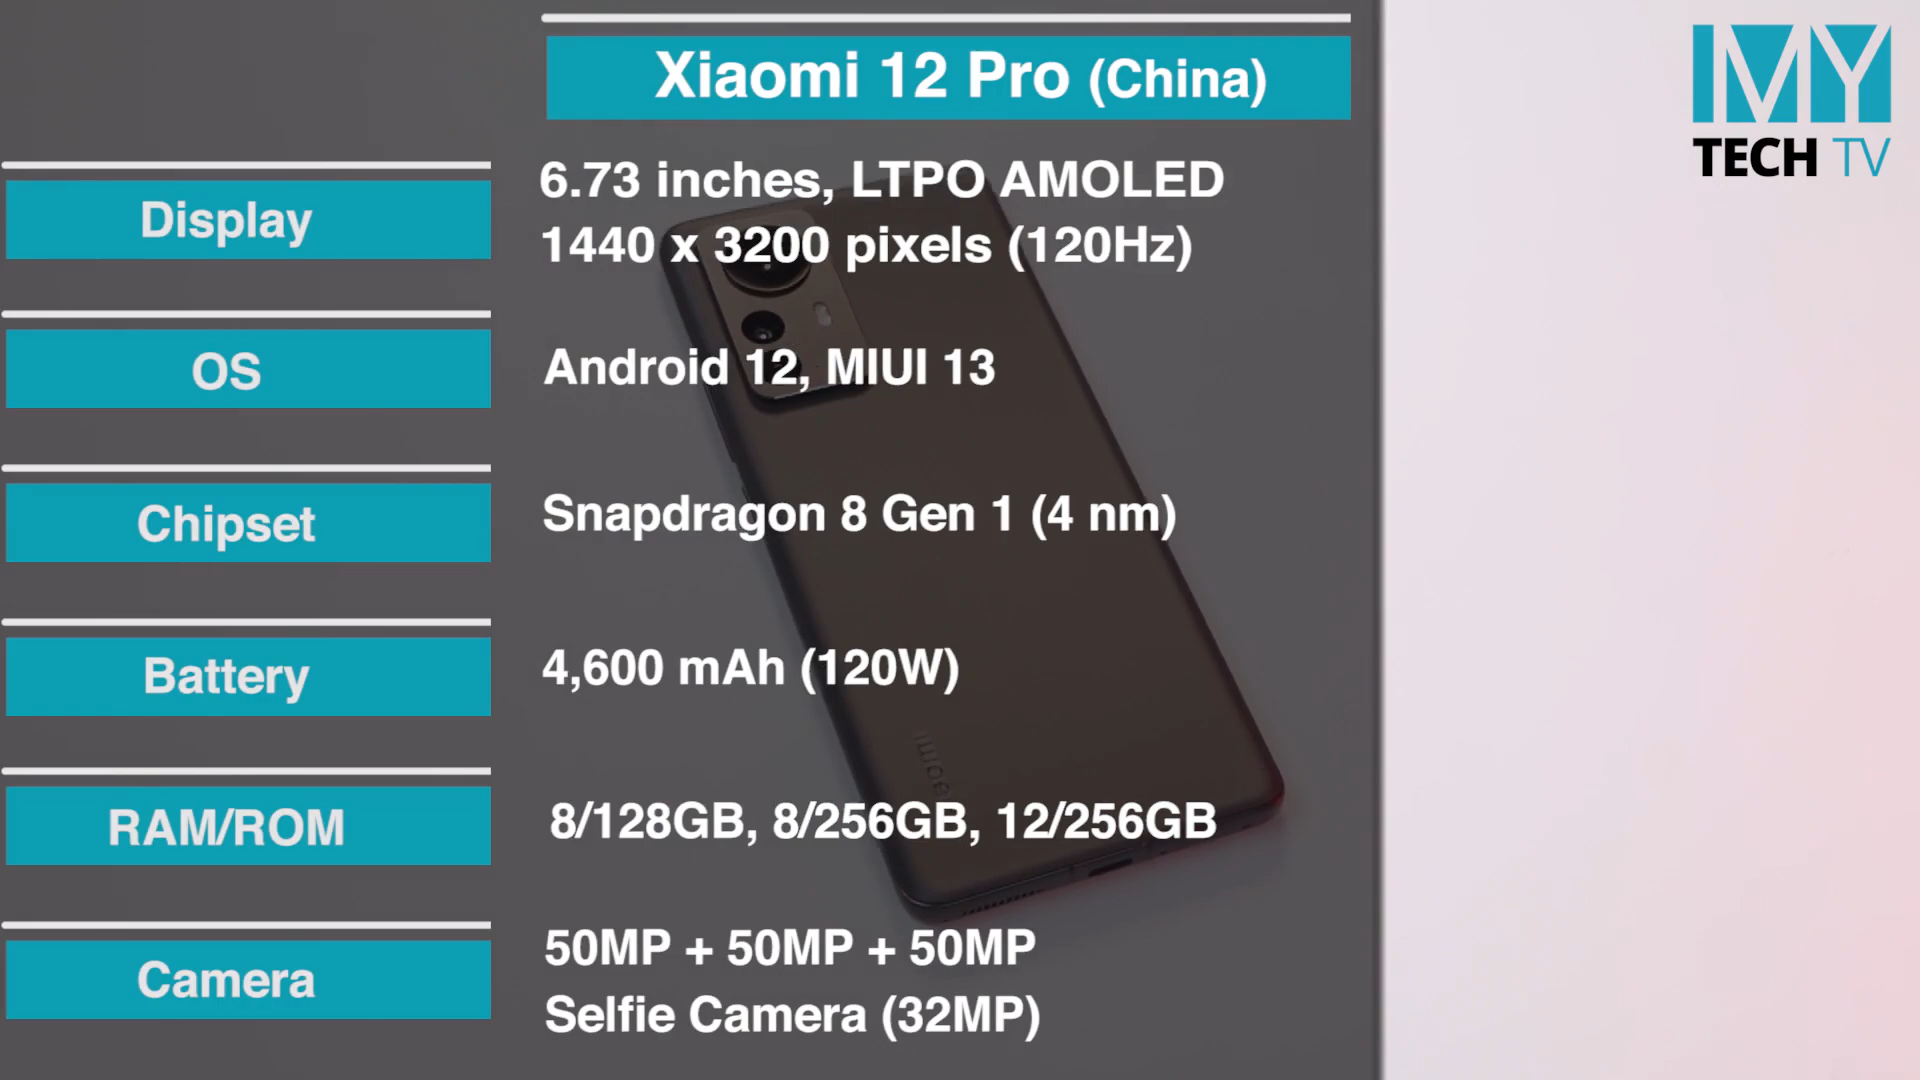 Xiaomi 12 Pro (China)
IMY
TECH TV
Display
6.73 inches, LTPO AMOLED
1440 x 3200 pixels (120Hz)
OS
Android 12, MIUI 13
Chipset
Snapdragon 8 Gen 1 (4 nm)
Battery
4,600 mAh (120W)
RAM/ROM
8/128GB, 8/256GB, 12/256GB
Camera
50MP + 50MP + 50MP
Selfie Camera (32MP)